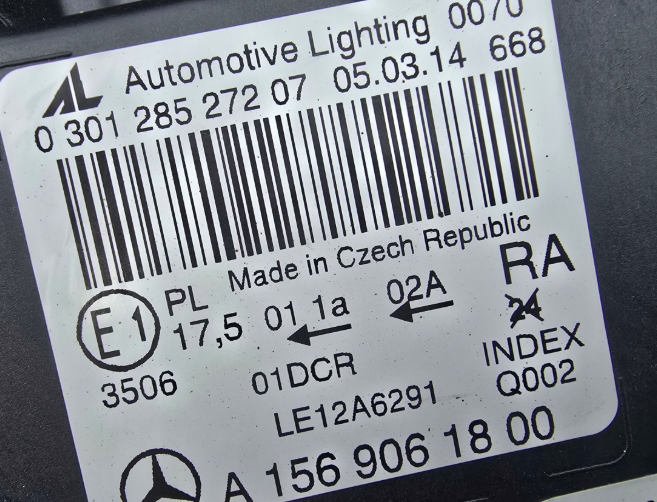 AL Automotive Lighting 0070
0 301 285 272 07 05.03.14 668
Made in Czech Republic
E1 PL 17,5 01 1a 02A RA
24
3506 01DCR INDEX
LE12A6291 Q002
A 156 906 18 00